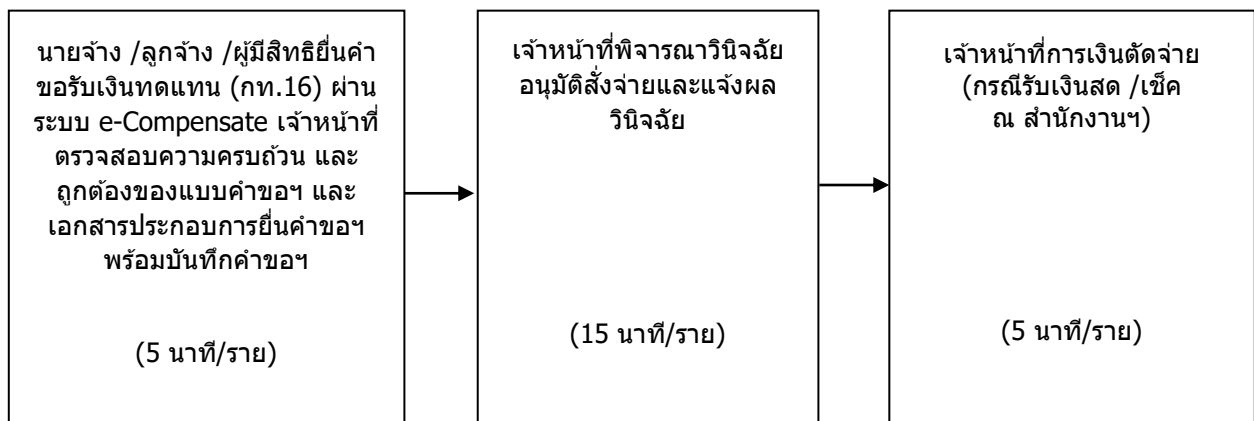 นายจ้าง /ลูกจ้าง /ผู้มีสิทธิยื่นคำ
ขอรับเงินทดแทน (กท.16) ผ่าน
ระบบ e-Compensate เจ้าหน้าที่
ตรวจสอบความครบถ้วน และ
ถูกต้องของแบบคำขอฯ และ
เอกสารประกอบการยื่นคำขอฯ
พร้อมบันทึกคำขอฯ
(5 นาที/ราย)
เจ้าหน้าที่พิจารณาวินิจฉัย
อนุมัติสั่งจ่ายและแจ้งผล
วินิจฉัย
(15 นาที/ราย)
เจ้าหน้าที่การเงินตัดจ่าย
(กรณีรับเงินสด /เช็ค
ณ สำนักงานฯ)
(5 นาที/ราย)